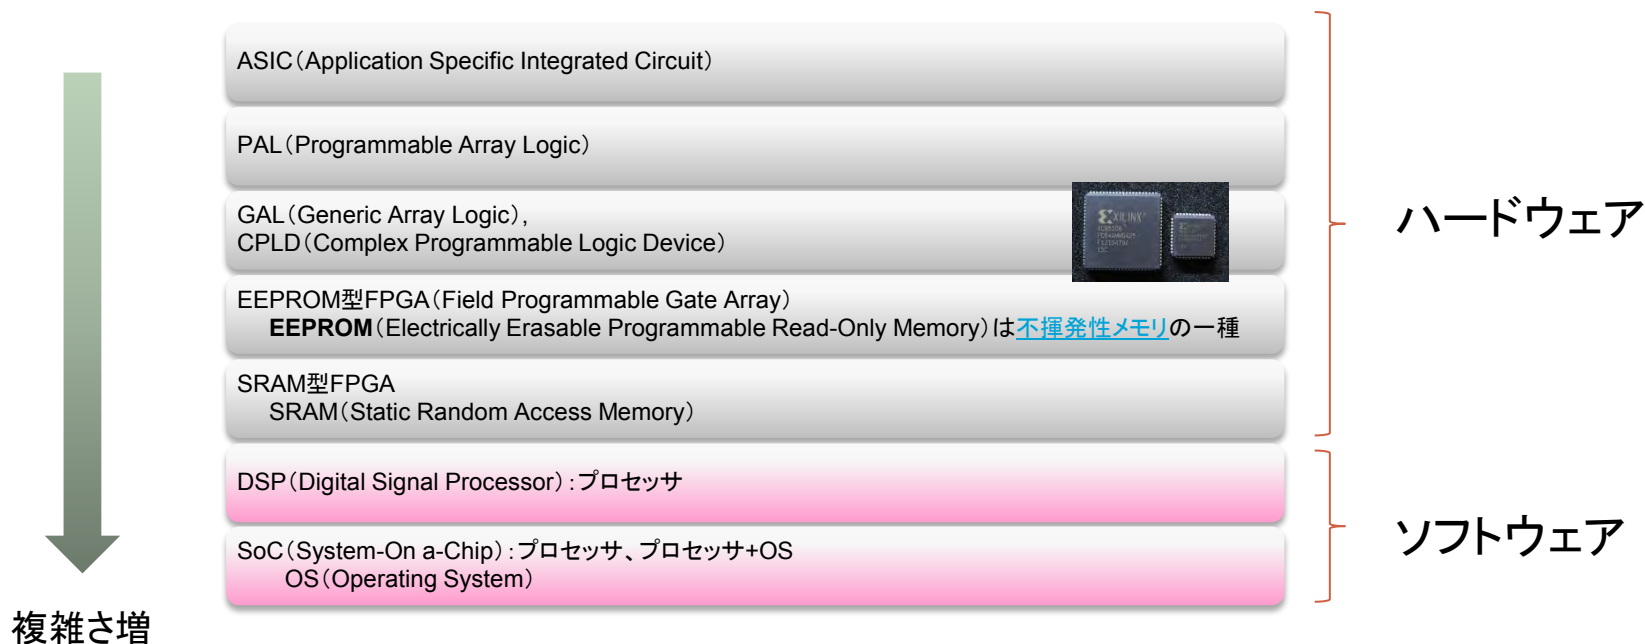 ASIC（Application Specific Integrated Circuit）
PAL（Programmable Array Logic）
GAL（Generic Array Logic），
CPLD（Complex Programmable Logic Device）
XILINX
EEPROM型FPGA（Field Programmable Gate Array）
EEPROM（Electrically Erasable Programmable Read-Only Memory）は不揮発性メモリの一種
SRAM型FPGA
SRAM（Static Random Access Memory）
ハードウェア
DSP（Digital Signal Processor）：プロセッサ
SoC（System-On a-Chip）：プロセッサ、プロセッサ+OS
OS（Operating System）
ソフトウェア
複雑さ増